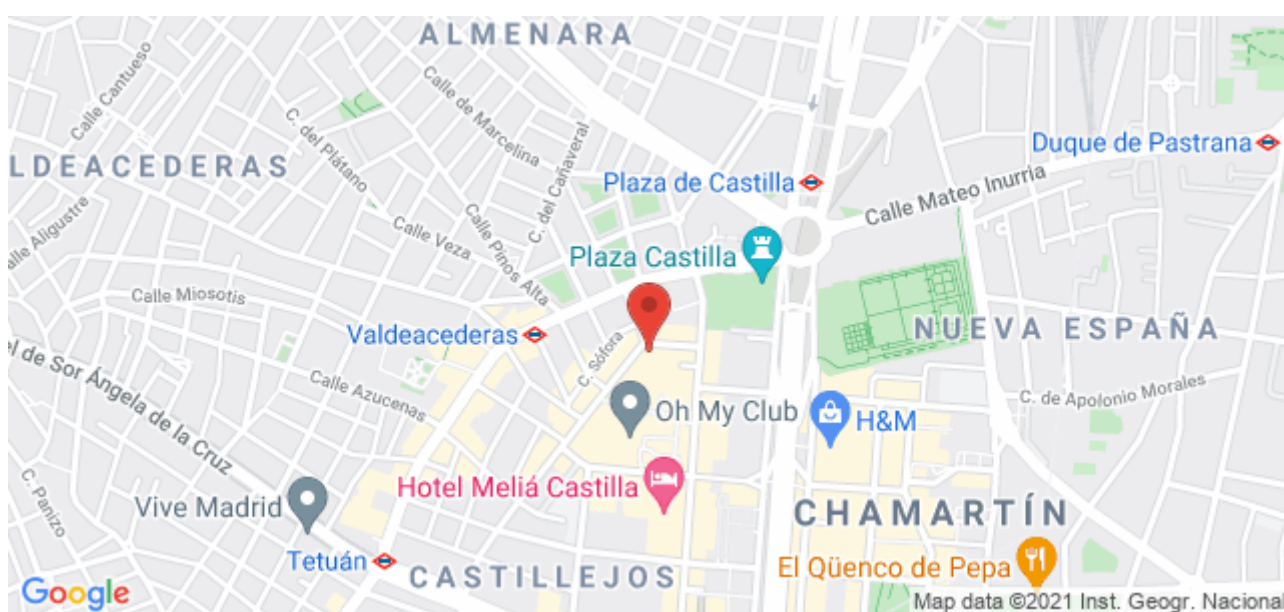 ALMENARA
Calle Cantueso
Calle de Marcelina
C. del Plátano
C. del Cañaveral
Duque de Pastrana
LDEACEDERAS
Plaza de Castilla
Calle Mateo Inurria
alle Aligustre
Calle Veza
Calle Pinos Alta
Plaza Castilla
Calle Miosotis
Valdeacederas
NUEVA ESPAÑA
C. Sófora
el de Sor Ángela de la Cruz
Calle Azucenas
C. de Apolonio Morales
Oh My Club
H&M
C. Panizo
Vive Madrid
Hotel Meliá Castilla
CHAMARTÍN
Tetuán
CASTILLEJOS
El Qüenco de Pepa
Google
Map data ©2021 Inst. Geogr. Naciona